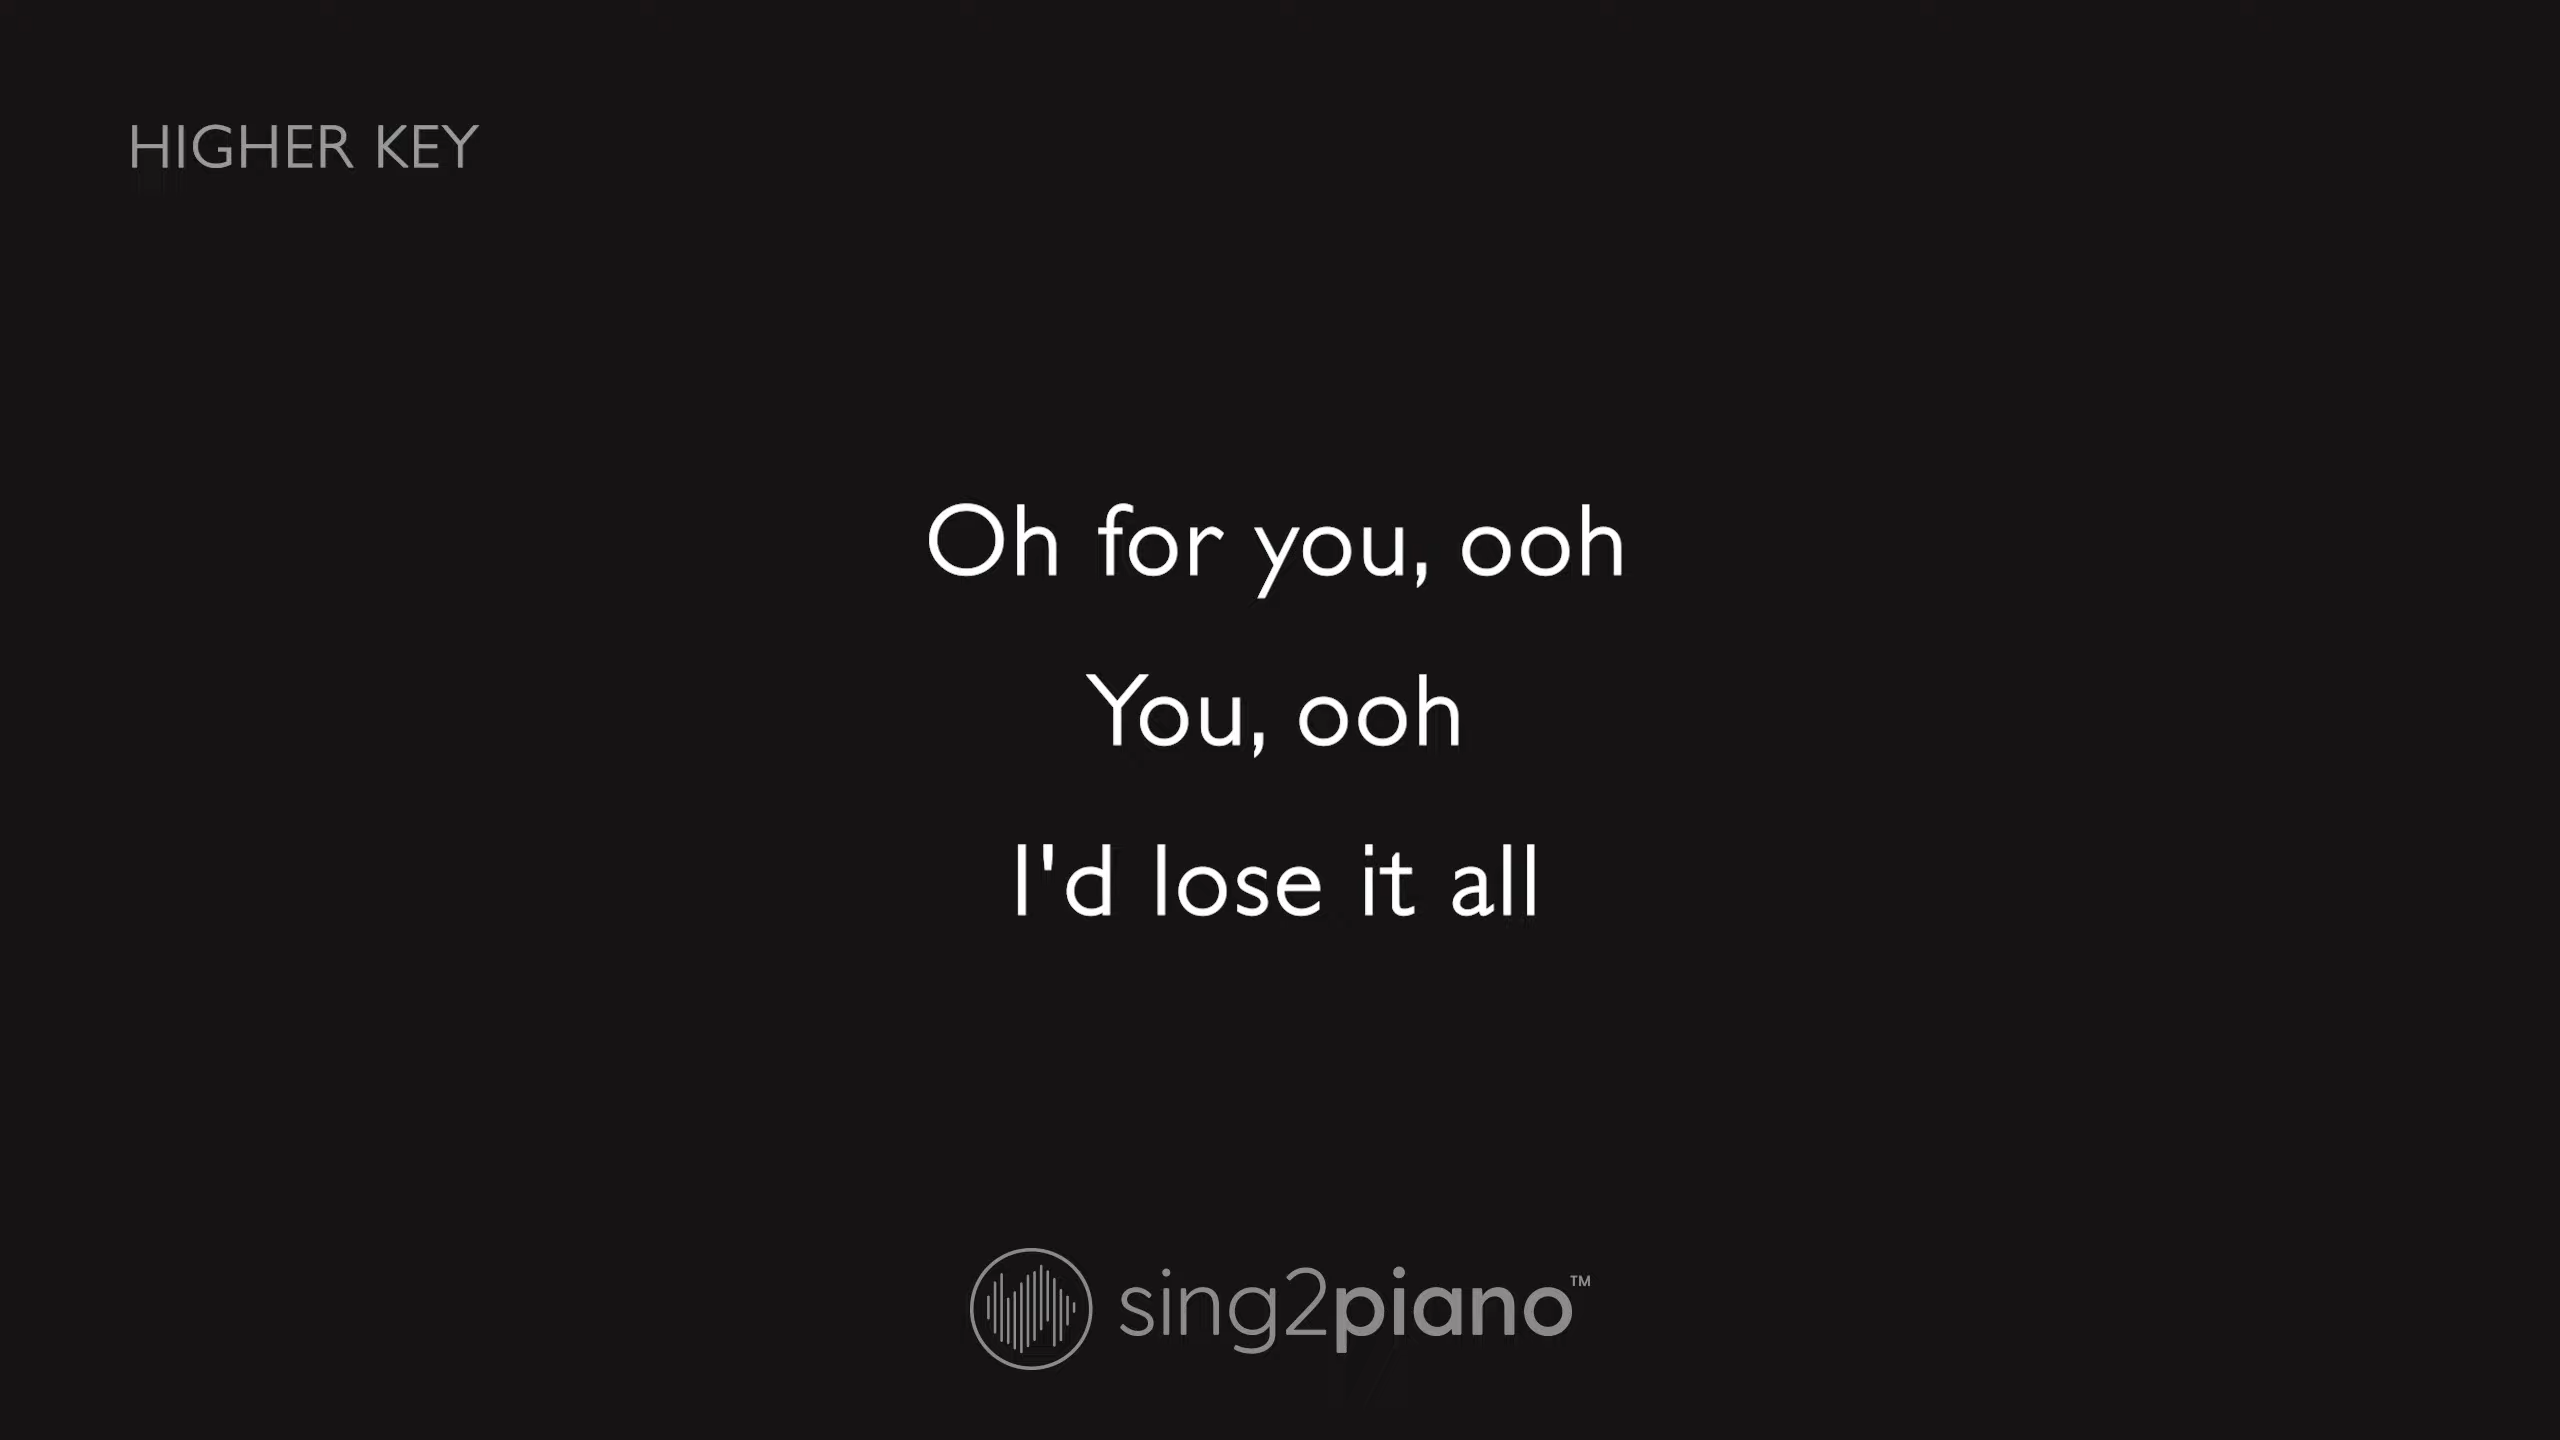 HIGHER KEY
Oh for you, ooh
You, ooh
I'd lose it all
sing2piano™